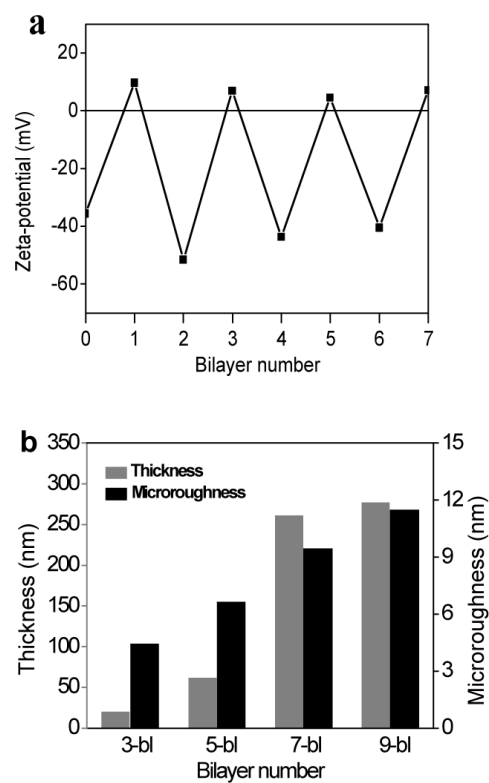 a
Zeta-potential (mV)
20
0
-20
-40
-60
0 1 2 3 4 5 6 7
Bilayer number
b
Thickness (nm)
350
300
250
200
150
100
50
0
Thickness
Microroughness
15
12
9
6
3
0
Microroughness (nm)
3-bl 5-bl 7-bl 9-bl
Bilayer number